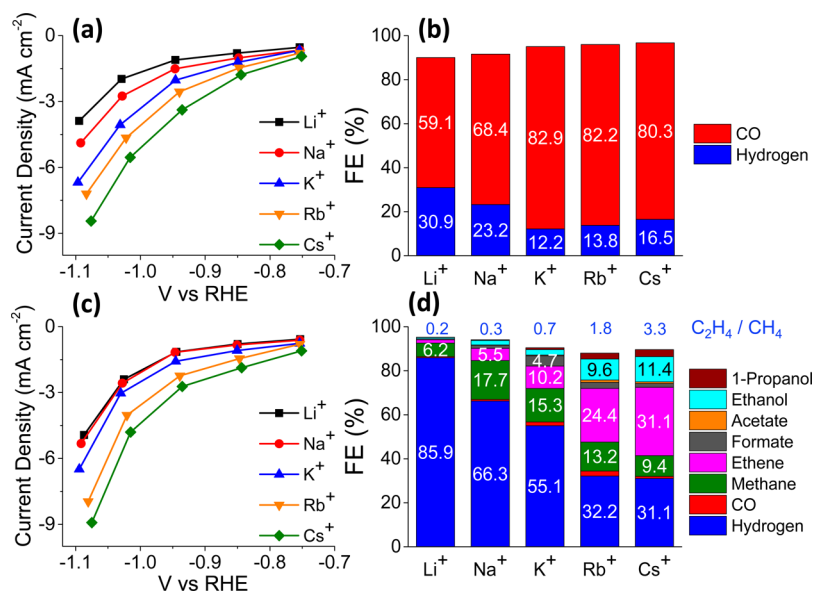 (a)
Current Density (mA cm⁻²)
0
-3
-6
-9
-1.1 -1.0 -0.9 -0.8 -0.7
V vs RHE
Li⁺
Na⁺
K⁺
Rb⁺
Cs⁺
(b)
FE (%)
100
80
60
40
20
0
59.1 68.4 82.9 82.2 80.3
30.9 23.2 12.2 13.8 16.5
Li⁺ Na⁺ K⁺ Rb⁺ Cs⁺
CO
Hydrogen
(c)
Current Density (mA cm⁻²)
0
-3
-6
-9
-1.1 -1.0 -0.9 -0.8 -0.7
V vs RHE
Li⁺
Na⁺
K⁺
Rb⁺
Cs⁺
(d)
FE (%)
100
80
60
40
20
0
0.2 0.3 0.7 1.8 3.3 C₂H₄ / CH₄
6.2 5.5 4.7 9.6 11.4
17.7 10.2 24.4 31.1
15.3 13.2 9.4
85.9 66.3 55.1 32.2 31.1
Li⁺ Na⁺ K⁺ Rb⁺ Cs⁺
1-Propanol
Ethanol
Acetate
Formate
Ethene
Methane
CO
Hydrogen